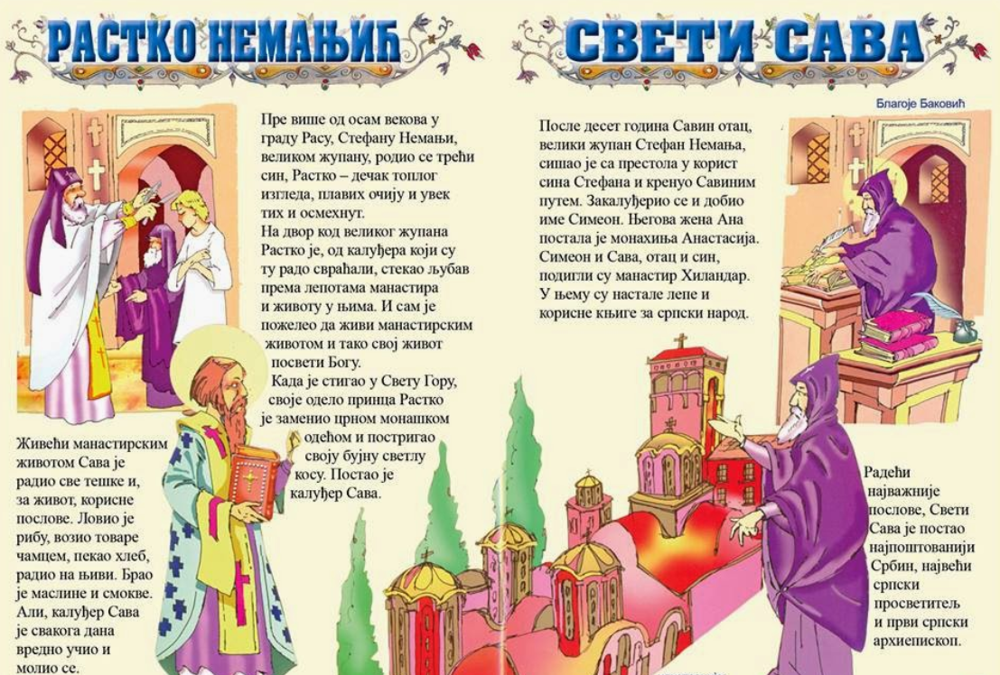 РАСТКО НЕМАЊИЋ
Пре више од осам векова у
граду Расу, Стефану Немањи,
великом жупану, родио се трећи
син, Растко – дечак топлог
изгледа, плавих очију и увек
тих и осмехнут.
На двор код великог жупана
Растко је, од калуђера који су
ту радо свраћали, стекао љубав
према лепотама манастира
и животу у њима. И сам је
пожелео да живи манастирским
животом и тако свој живот
посвети Богу.
Када је стигао у Свету Гору,
своје одело принца Растко
је заменио црном монашком
одећом и постригао
своју бујну светлу
косу. Постао је
калуђер Сава.
Живећи манастирским
животом Сава је
радио све тешке и,
за живот, корисне
послове. Ловио је
рибу, возио товаре
чамцем, пекао хлеб,
радио на њиви. Брао
је маслине и смокве.
Али, калуђер Сава
је свакога дана
вредно учио и
молио се.
СВЕТИ САВА
Благоје Баковић
После десет година Савин отац,
велики жупан Стефан Немања,
сишао је са престола у корист
сина Стефана и кренуо Савиним
путем. Закалуђерио се и добио
име Симеон. Његова жена Ана
постала је монахиња Анастасија.
Симеон и Сава, отац и син,
подигли су манастир Хиландар.
У њему су настале лепе и
корисне књиге за српски народ.
Радећи
најважније
послове, Свети
Сава је постао
најпоштованији
Србин, највећи
српски
просветитељ
и први српски
архиепископ.